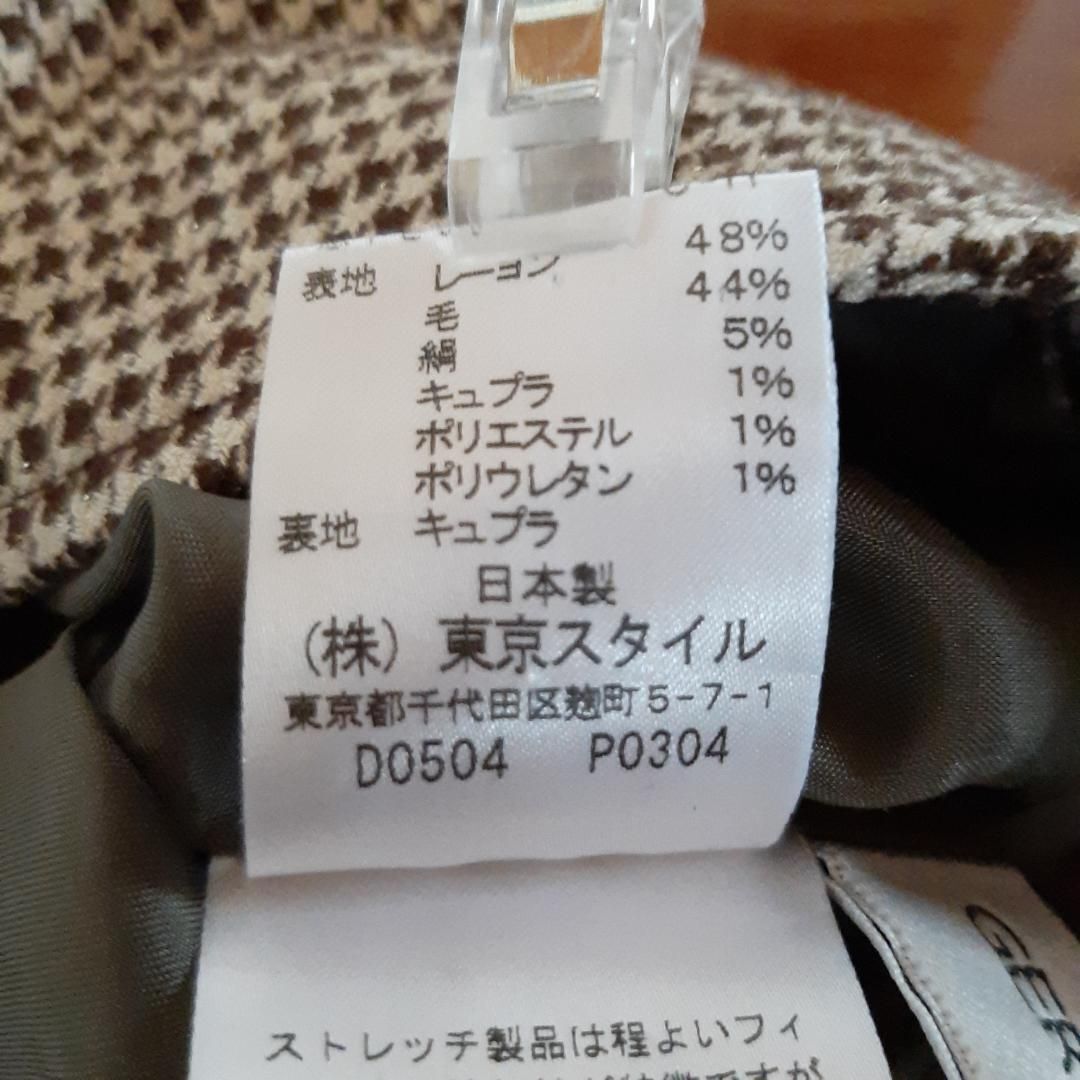 表地 レーヨン 48%
毛 44%
絹 5%
キュプラ 1%
ポリエステル 1%
ポリウレタン 1%
裏地 キュプラ
日本製
(株) 東京スタイル
東京都千代田区麹町5-7-1
D0504 P0304
GER
ストレッチ製品は程よいフィ